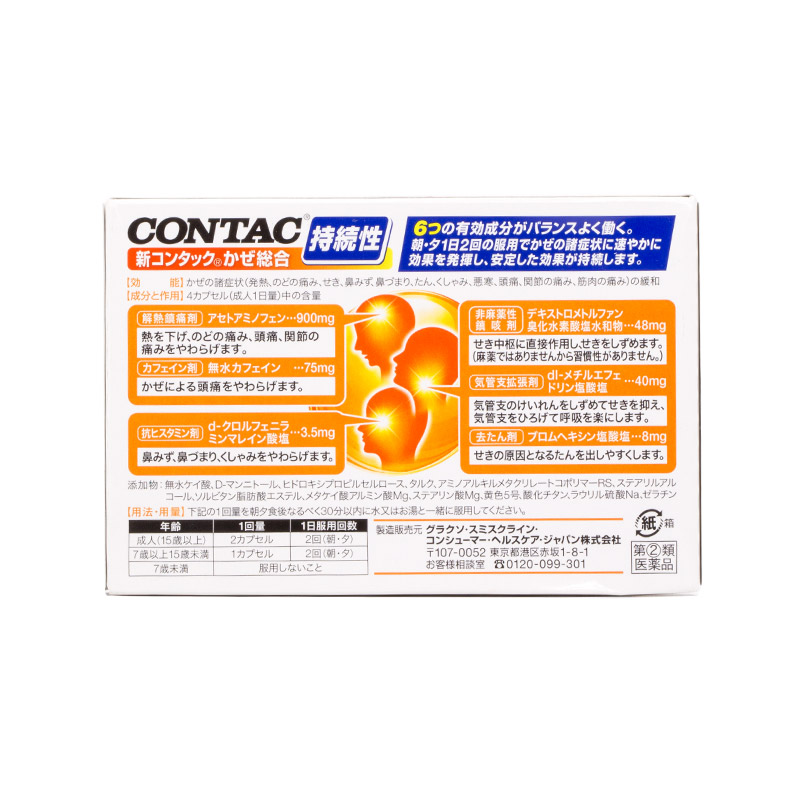 CONTAC®
新コンタック®かぜ総合
持続性
6つの有効成分がバランスよく働く。
朝・夕1日2回の服用でかぜの諸症状に速やかに
効果を発揮し、安定した効果が持続します。
【効　能】かぜの諸症状(発熱、のどの痛み、せき、鼻みず、鼻づまり、たん、くしゃみ、悪寒、頭痛、関節の痛み、筋肉の痛み)の緩和
【成分と作用】4カプセル(成人1日量)中の含量
解熱鎮痛剤 アセトアミノフェン…900mg
熱を下げ、のどの痛み、頭痛、関節の
痛みをやわらげます。
カフェイン剤 無水カフェイン …75mg
かぜによる頭痛をやわらげます。
抗ヒスタミン剤 d-クロルフェニラ
ミンマレイン酸塩…3.5mg
鼻みず、鼻づまり、くしゃみをやわらげます。
非麻薬性
鎮咳剤 デキストロメトルファン
臭化水素酸塩水和物…48mg
せき中枢に直接作用し、せきをしずめます。
(麻薬ではありませんから習慣性がありません。)
気管支拡張剤 dl-メチルエフェ
ドリン塩酸塩 …40mg
気管支のけいれんをしずめてせきを抑え、
気管支をひろげて呼吸を楽にします。
去たん剤 ブロムヘキシン塩酸塩…8mg
せきの原因となるたんを出しやすくします。
添加物：無水ケイ酸、D-マンニトール、ヒドロキシプロピルセルロース、タルク、アミノアルキルメタクリレートコポリマーRS、ステアリルアル
コール、ソルビタン脂肪酸エステル、メタケイ酸アルミン酸Mg、ステアリン酸Mg、黄色5号、酸化チタン、ラウリル硫酸Na、ゼラチン
【用法・用量】下記の1回量を朝夕食後なるべく30分以内に水又はお湯と一緒に服用してください。
年齢 1回量 1日服用回数
成人(15歳以上) 2カプセル 2回(朝・夕)
7歳以上15歳未満 1カプセル 2回(朝・夕)
7歳未満 服用しないこと
製造販売元 グラクソ・スミスクライン・
コンシューマー・ヘルスケア・ジャパン株式会社
〒107-0052 東京都港区赤坂1-8-1
お客様相談室 ☎0120-099-301
紙 箱
指定②類
医薬品